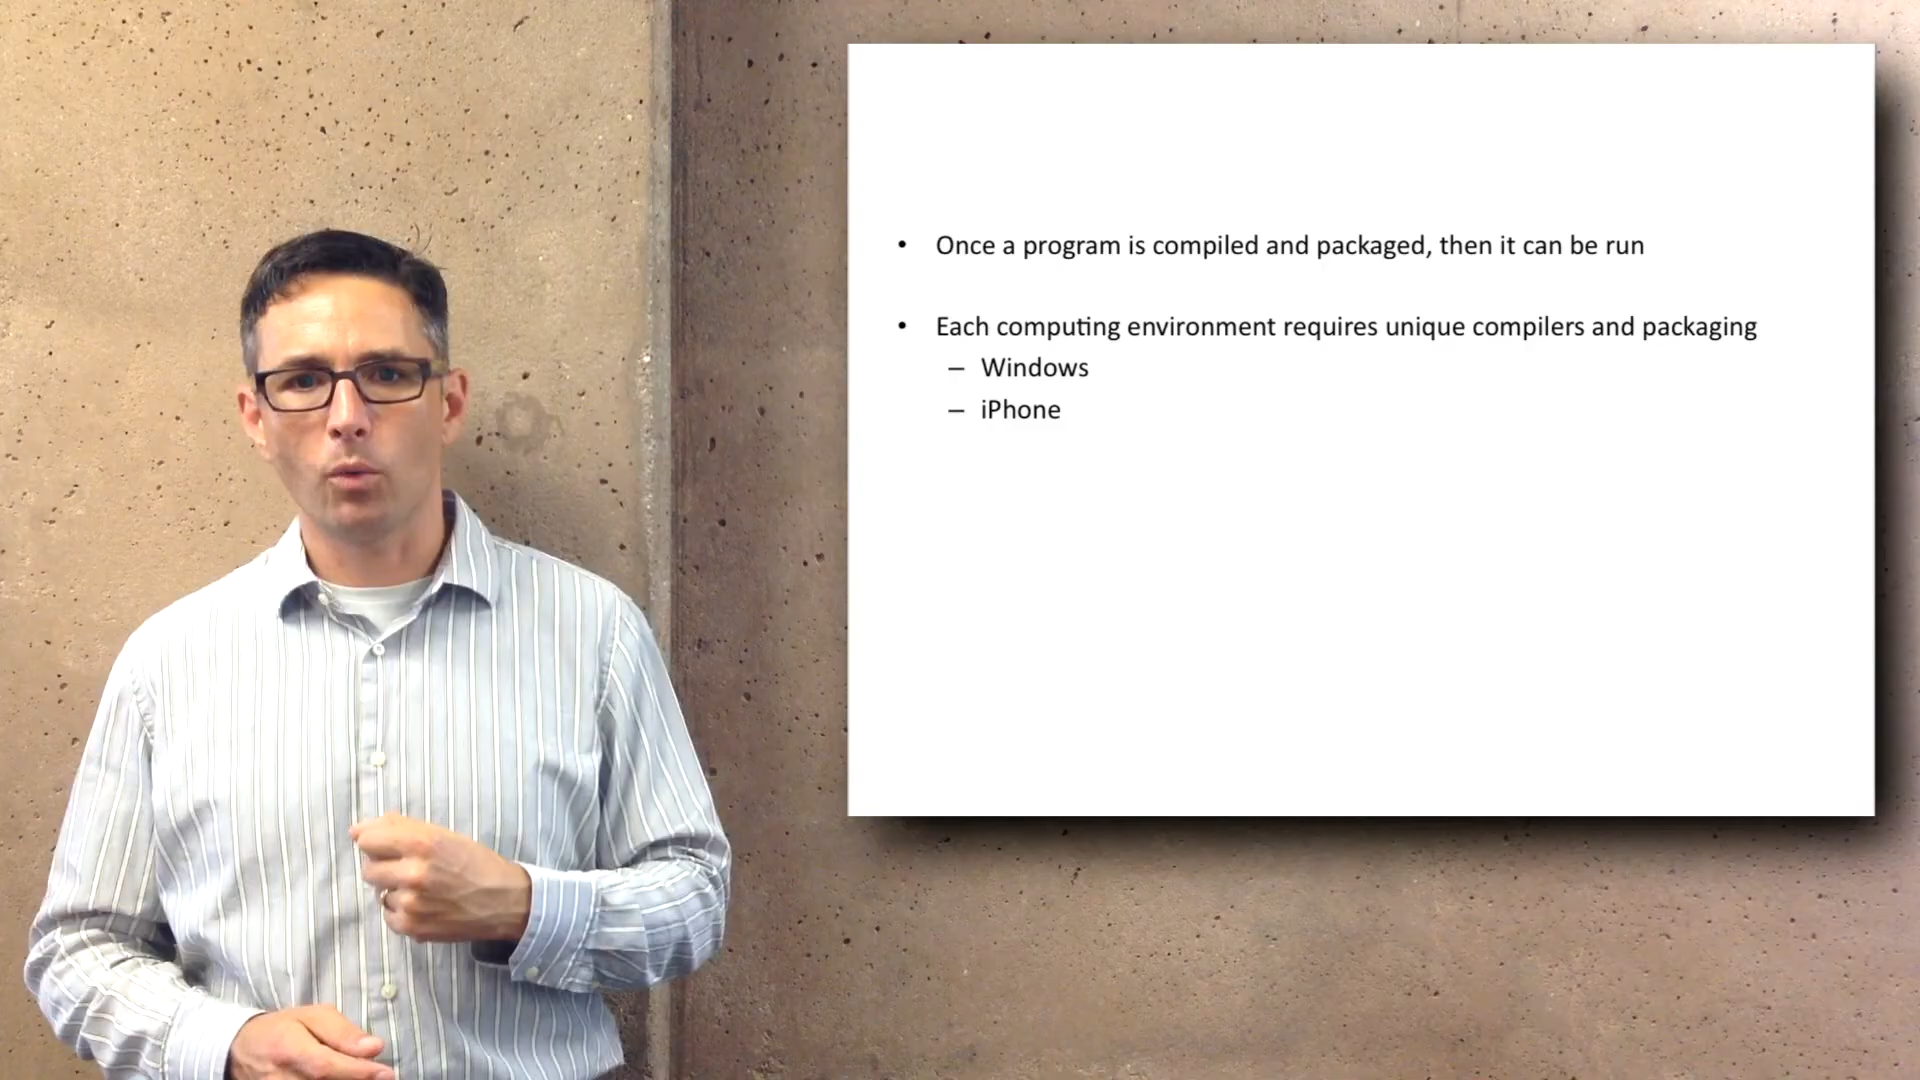 • Once a program is compiled and packaged, then it can be run
• Each computing environment requires unique compilers and packaging
– Windows
– iPhone